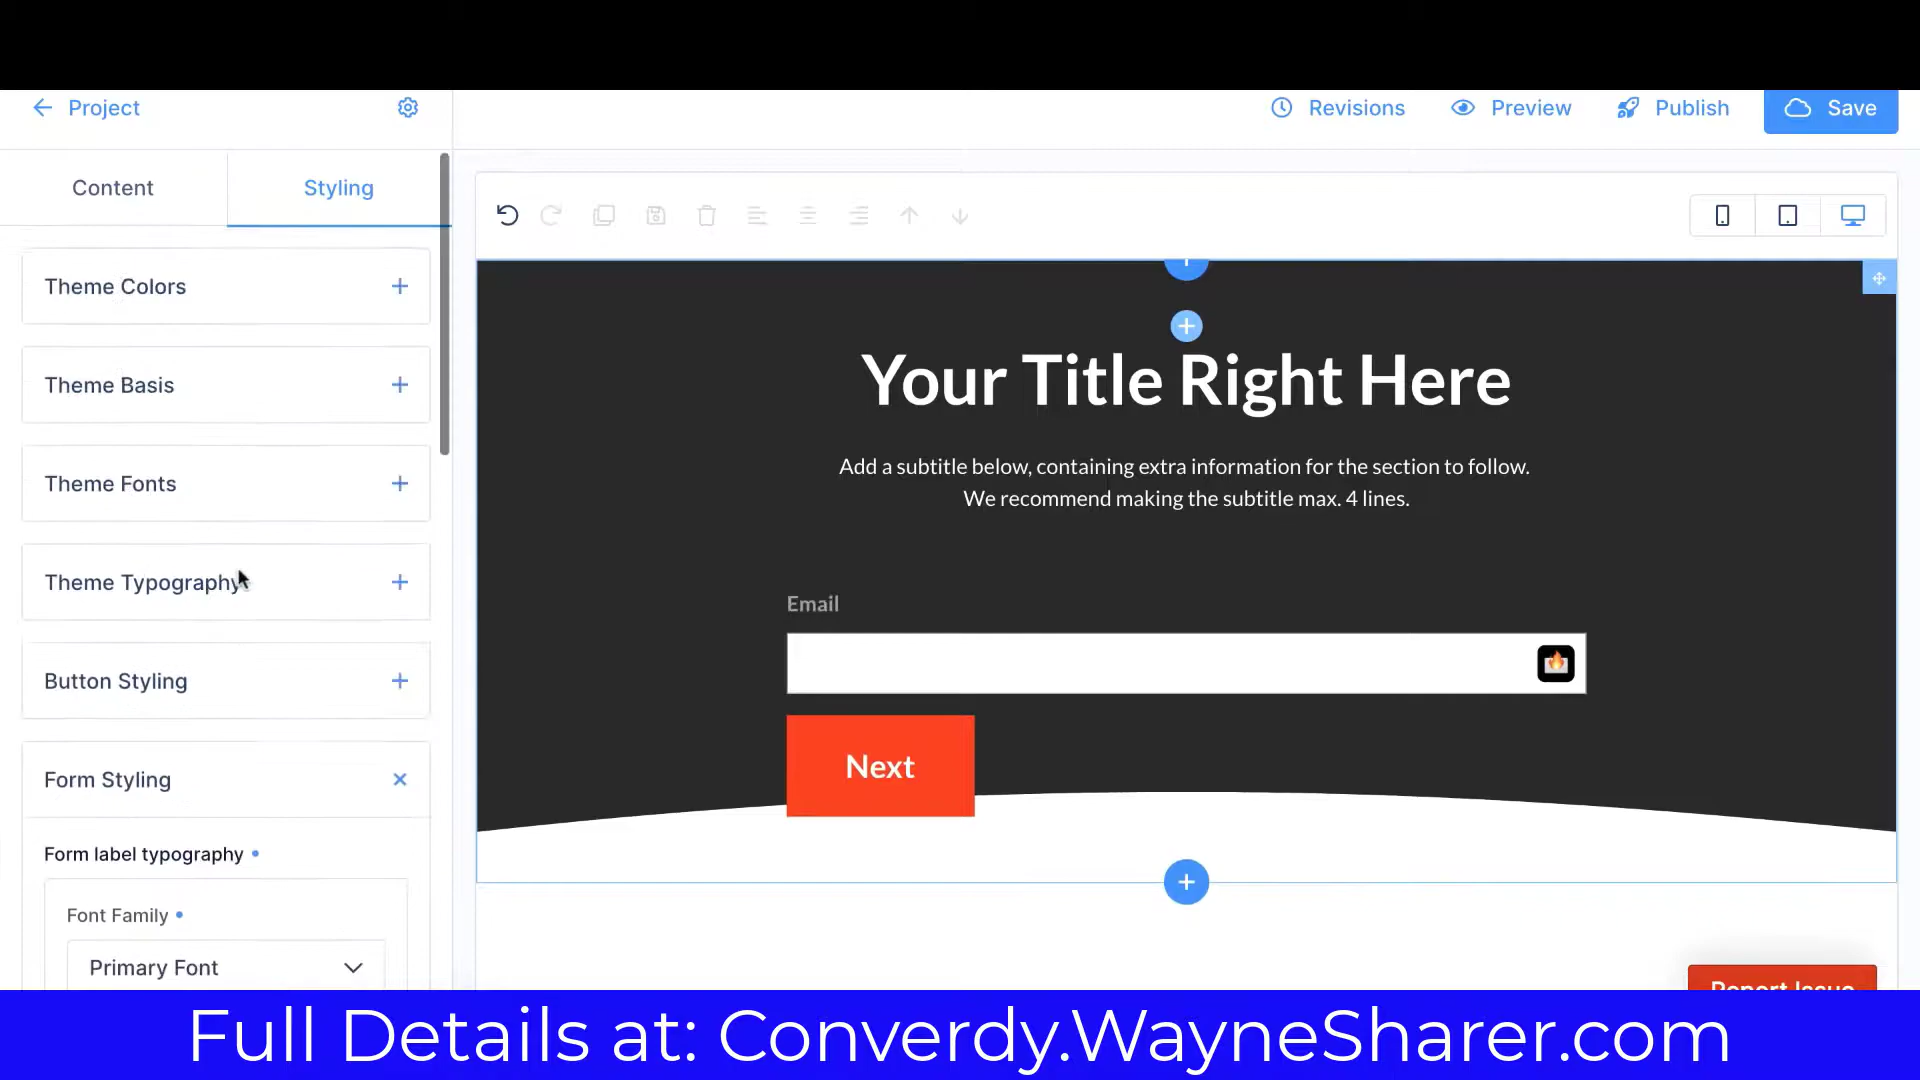 Project
Revisions
Preview
Publish
Save
Content
Styling
Theme Colors
Theme Basis
Theme Fonts
Theme Typography
Button Styling
Form Styling
Form label typography
Font Family
Primary Font
Your Title Right Here
Add a subtitle below, containing extra information for the section to follow.
We recommend making the subtitle max. 4 lines.
Email
Next
Report Issue
Full Details at: Converdy.WayneSharer.com